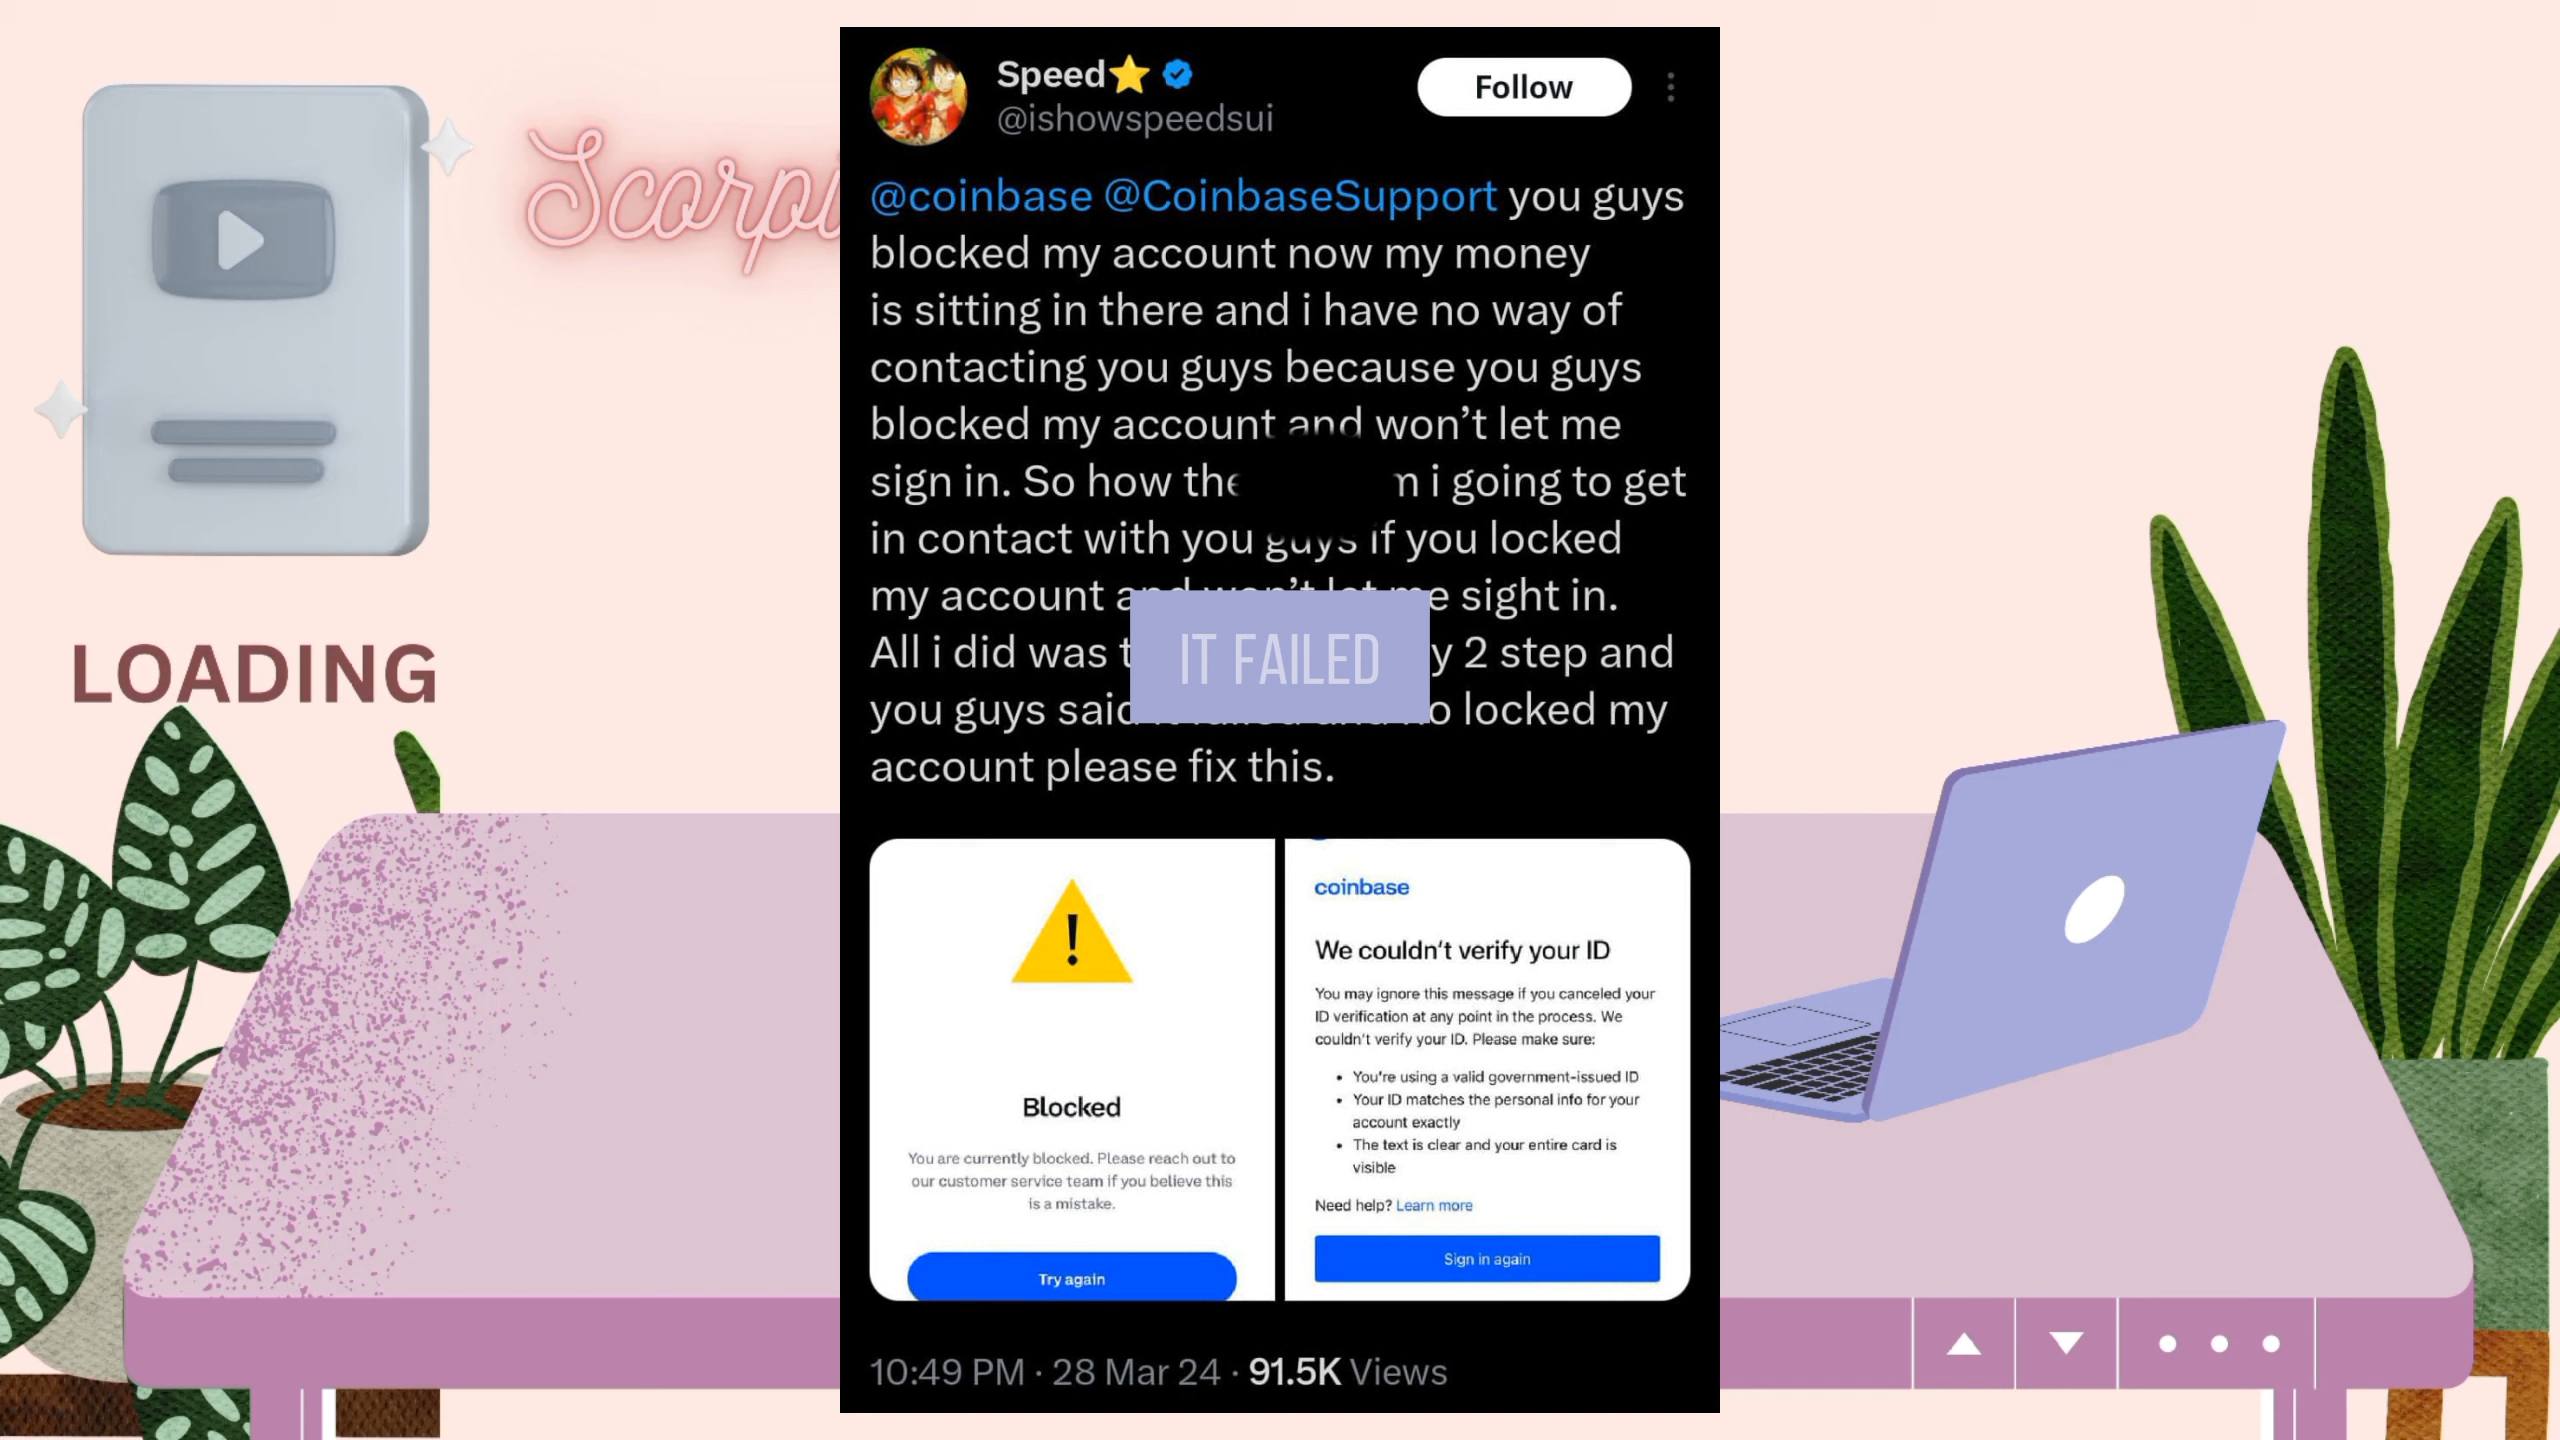 Scorpi
LOADING
Speed⭐
@ishowspeedsui
Follow
@coinbase @CoinbaseSupport you guys
blocked my account now my money
is sitting in there and i have no way of
contacting you guys because you guys
blocked my account and won't let me
sign in. So how the i going to get
in contact with you guys if you locked
my account and won't let me sight in.
All i did was y 2 step and
you guys said locked my
account please fix this.
IT FAILED
Blocked
You are currently blocked. Please reach out to
our customer service team if you believe this
is a mistake.
Try again
coinbase
We couldn't verify your ID
You may ignore this message if you canceled your
ID verification at any point in the process. We
couldn't verify your ID. Please make sure:
• You're using a valid government-issued ID
• Your ID matches the personal info for your
account exactly
• The text is clear and your entire card is
visible
Need help? Learn more
Sign in again
10:49 PM · 28 Mar 24 · 91.5K Views